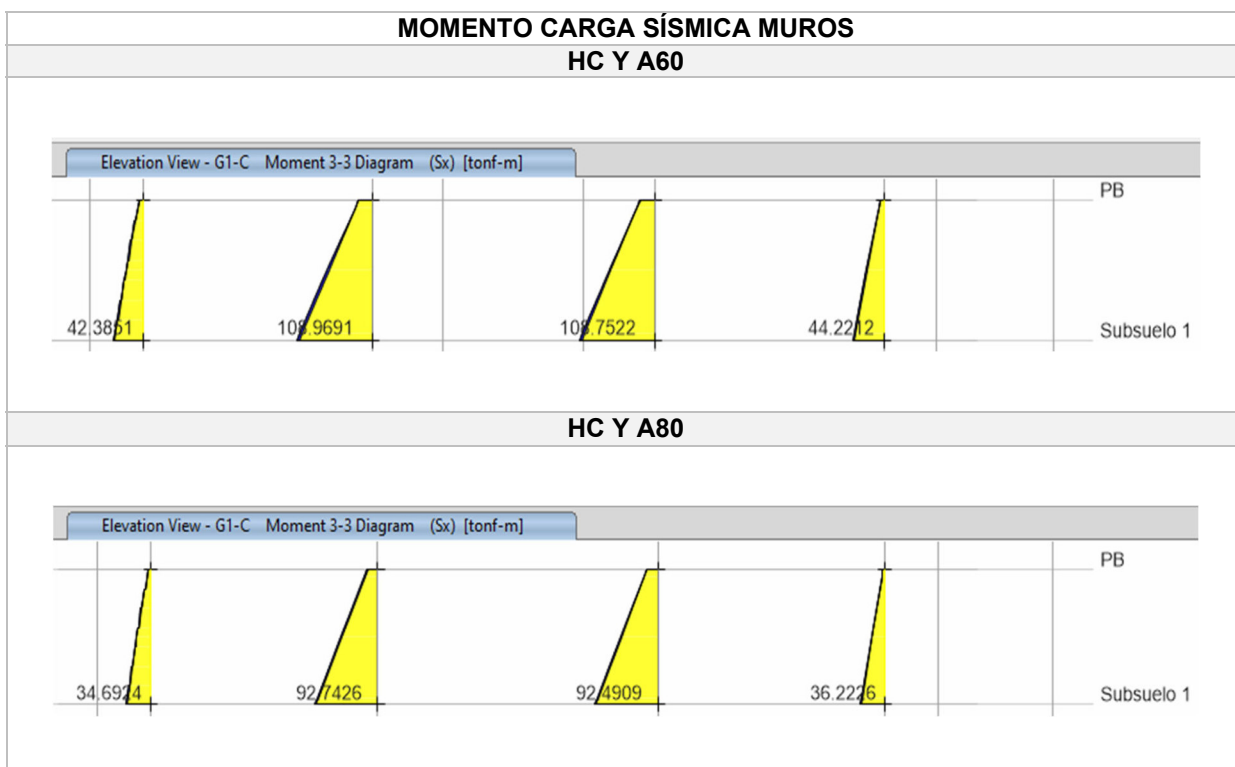 MOMENTO CARGA SÍSMICA MUROS
HC Y A60
Elevation View - G1-C Moment 3-3 Diagram (Sx) [tonf-m]
PB
42.3851 108.9691 108.7522 44.2212 Subsuelo 1
HC Y A80
Elevation View - G1-C Moment 3-3 Diagram (Sx) [tonf-m]
PB
34.6924 92.7426 92.4909 36.2226 Subsuelo 1